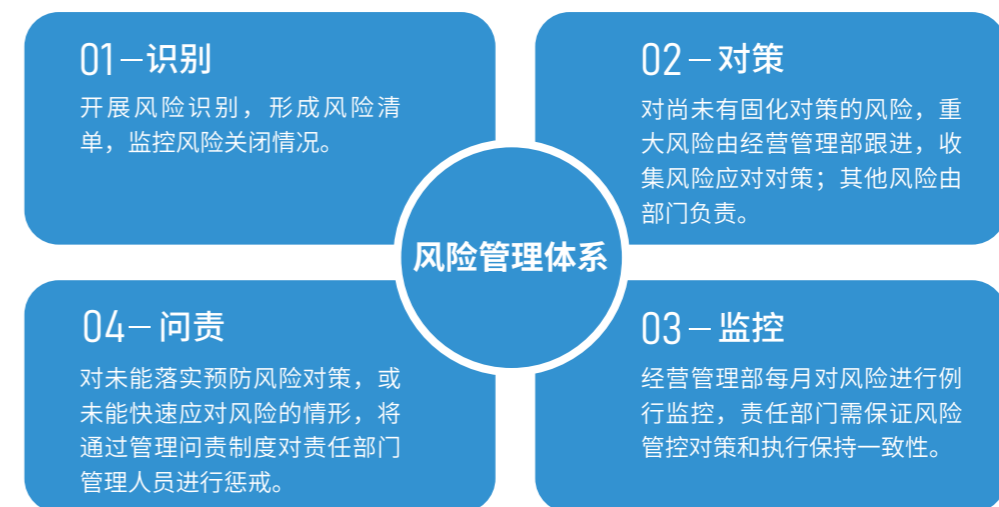 01–识别
开展风险识别，形成风险清
单，监控风险关闭情况。
02–对策
对尚未有固化对策的风险，重
大风险由经营管理部跟进，收
集风险应对对策；其他风险由
部门负责。
风险管理体系
04–问责
对未能落实预防风险对策，或
未能快速应对风险的情形，将
通过管理问责制度对责任部门
管理人员进行惩戒。
03–监控
经营管理部每月对风险进行例
行监控，责任部门需保证风险
管控对策和执行保持一致性。